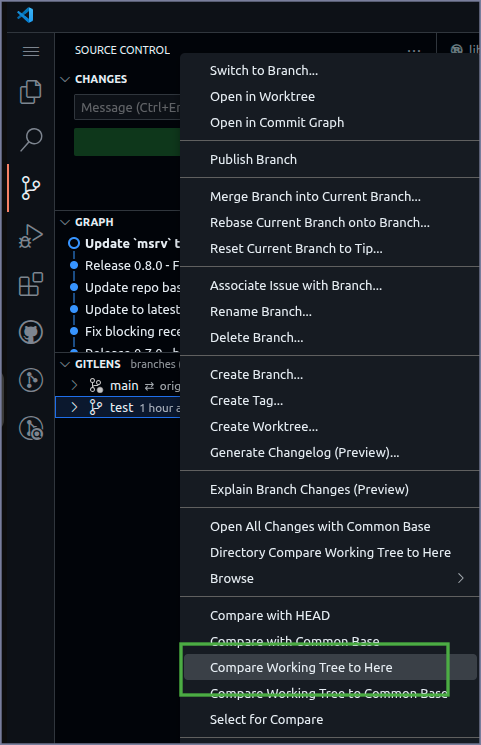 SOURCE CONTROL
...
lib
CHANGES
Message (Ctrl+En
GRAPH
Update `msrv` t
Release 0.8.0 - F
Update repo bas
Update to latest
Fix blocking rece
Release 0.7.0 - b
GITLENS branches (
main ⇄ orig
test 1 hour a
Switch to Branch...
Open in Worktree
Open in Commit Graph
Publish Branch
Merge Branch into Current Branch...
Rebase Current Branch onto Branch...
Reset Current Branch to Tip...
Associate Issue with Branch...
Rename Branch...
Delete Branch...
Create Branch...
Create Tag...
Create Worktree...
Generate Changelog (Preview)...
Explain Branch Changes (Preview)
Open All Changes with Common Base
Directory Compare Working Tree to Here
Browse
Compare with HEAD
Compare with Common Base
Compare Working Tree to Here
Compare Working Tree to Common Base
Select for Compare